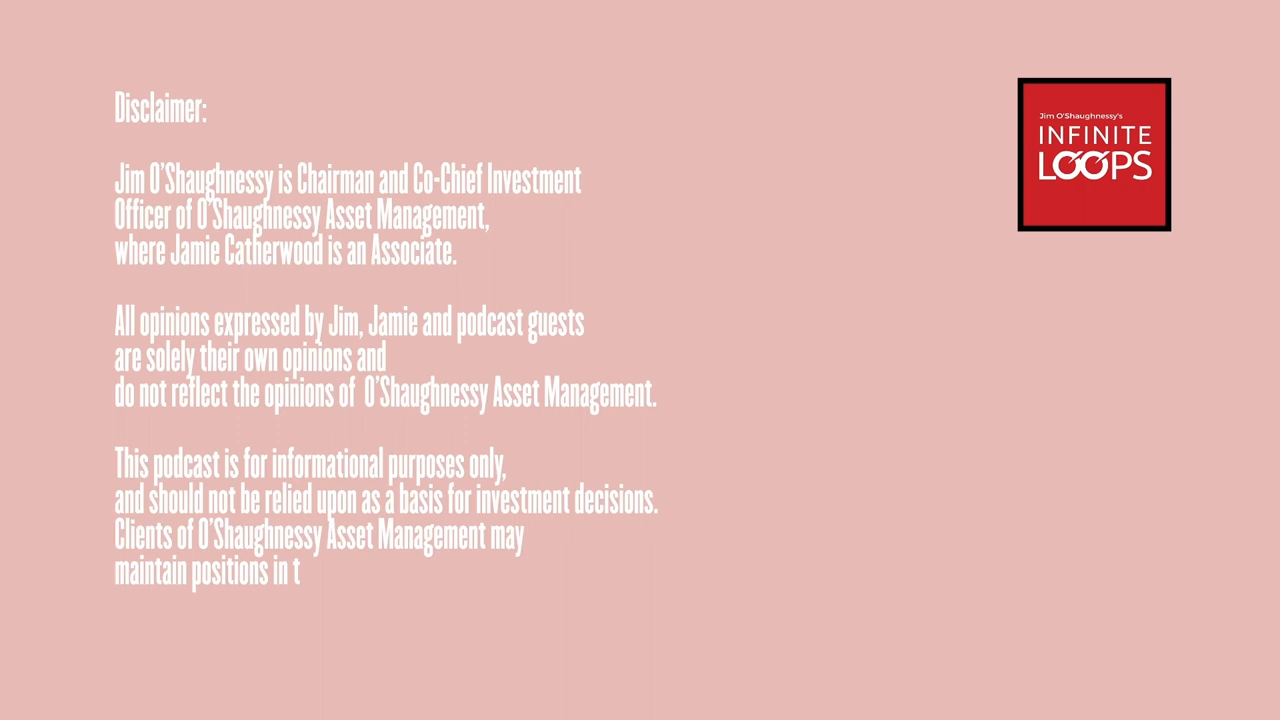 Disclaimer:
Jim O'Shaughnessy is Chairman and Co-Chief Investment
Officer of O'Shaughnessy Asset Management,
where Jamie Catherwood is an Associate.
All opinions expressed by Jim, Jamie and podcast guests
are solely their own opinions and
do not reflect the opinions of  O'Shaughnessy Asset Management.
This podcast is for informational purposes only,
and should not be relied upon as a basis for investment decisions.
Clients of O'Shaughnessy Asset Management may
maintain positions in t
Jim O'Shaughnessy's
INFINITE
LOOPS